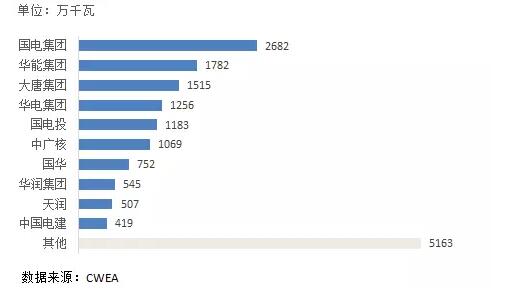 单位：万千瓦
国电集团 2682
华能集团 1782
大唐集团 1515
华电集团 1256
国电投 1183
中广核 1069
国华 752
华润集团 545
天润 507
中国电建 419
其他 5163
数据来源：CWEA